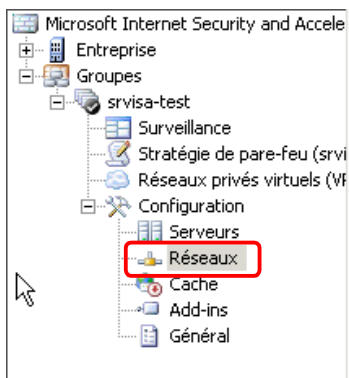 Microsoft Internet Security and Accele
Entreprise
Groupes
srvisa-test
Surveillance
Stratégie de pare-feu (srvi
Réseaux privés virtuels (VF
Configuration
Serveurs
Réseaux
Cache
Add-ins
Général